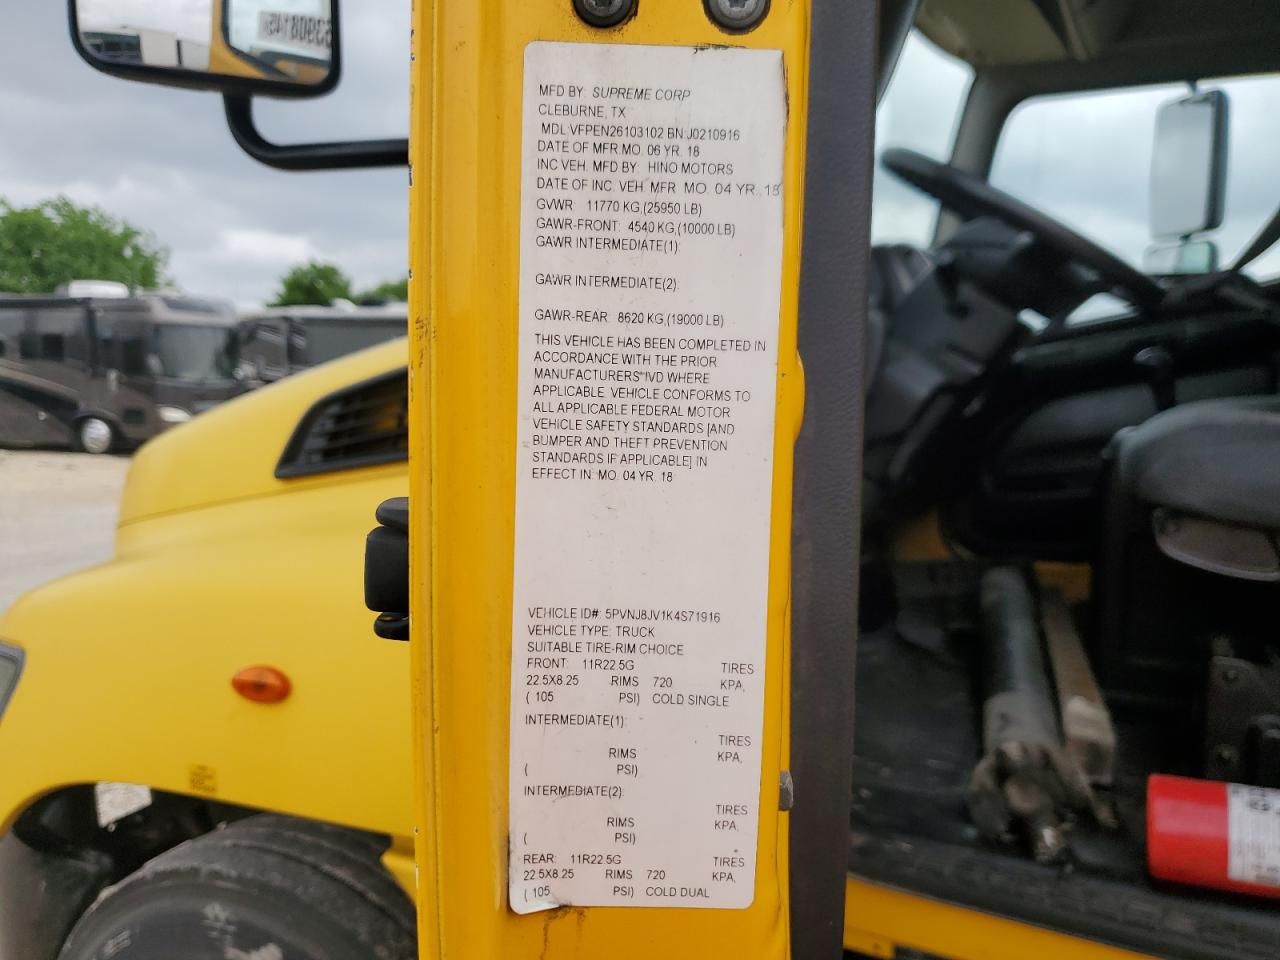 MFD BY: SUPREME CORP
CLEBURNE, TX
MDL:VFPEN26103102 BN:J0210916
DATE OF MFR MO. 06 YR. 18
INC VEH. MFD BY: HINO MOTORS
DATE OF INC. VEH. MFR MO. 04 YR. 18
GVWR: 11770 KG,(25950 LB)
GAWR-FRONT: 4540 KG,(10000 LB)
GAWR INTERMEDIATE(1):
GAWR INTERMEDIATE(2):
GAWR-REAR: 8620 KG,(19000 LB)
THIS VEHICLE HAS BEEN COMPLETED IN
ACCORDANCE WITH THE PRIOR
MANUFACTURERS' IVD WHERE
APPLICABLE. VEHICLE CONFORMS TO
ALL APPLICABLE FEDERAL MOTOR
VEHICLE SAFETY STANDARDS [AND
BUMPER AND THEFT PREVENTION
STANDARDS IF APPLICABLE] IN
EFFECT IN: MO. 04 YR. 18
VEHICLE ID#: 5PVNJ8JV1K4S71916
VEHICLE TYPE: TRUCK
SUITABLE TIRE-RIM CHOICE
FRONT: 11R22.5G TIRES
22.5X8.25 RIMS 720 KPA,
( 105 PSI) COLD SINGLE
INTERMEDIATE(1):
TIRES
RIMS KPA,
( PSI)
INTERMEDIATE(2):
TIRES
RIMS KPA,
( PSI)
REAR: 11R22.5G TIRES
22.5X8.25 RIMS 720 KPA,
( 105 PSI) COLD DUAL